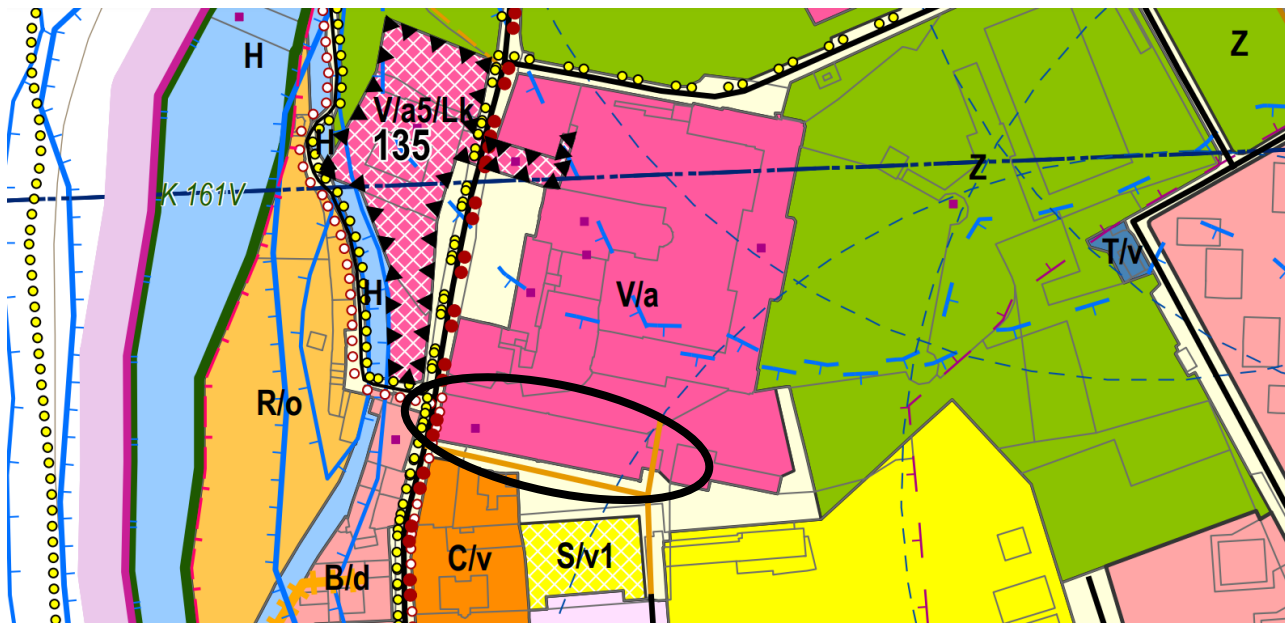 H
Z
V/a5/Lk
135
H
K 161V
Z
T/v
H
V/a
R/o
B/d
C/v
S/v1